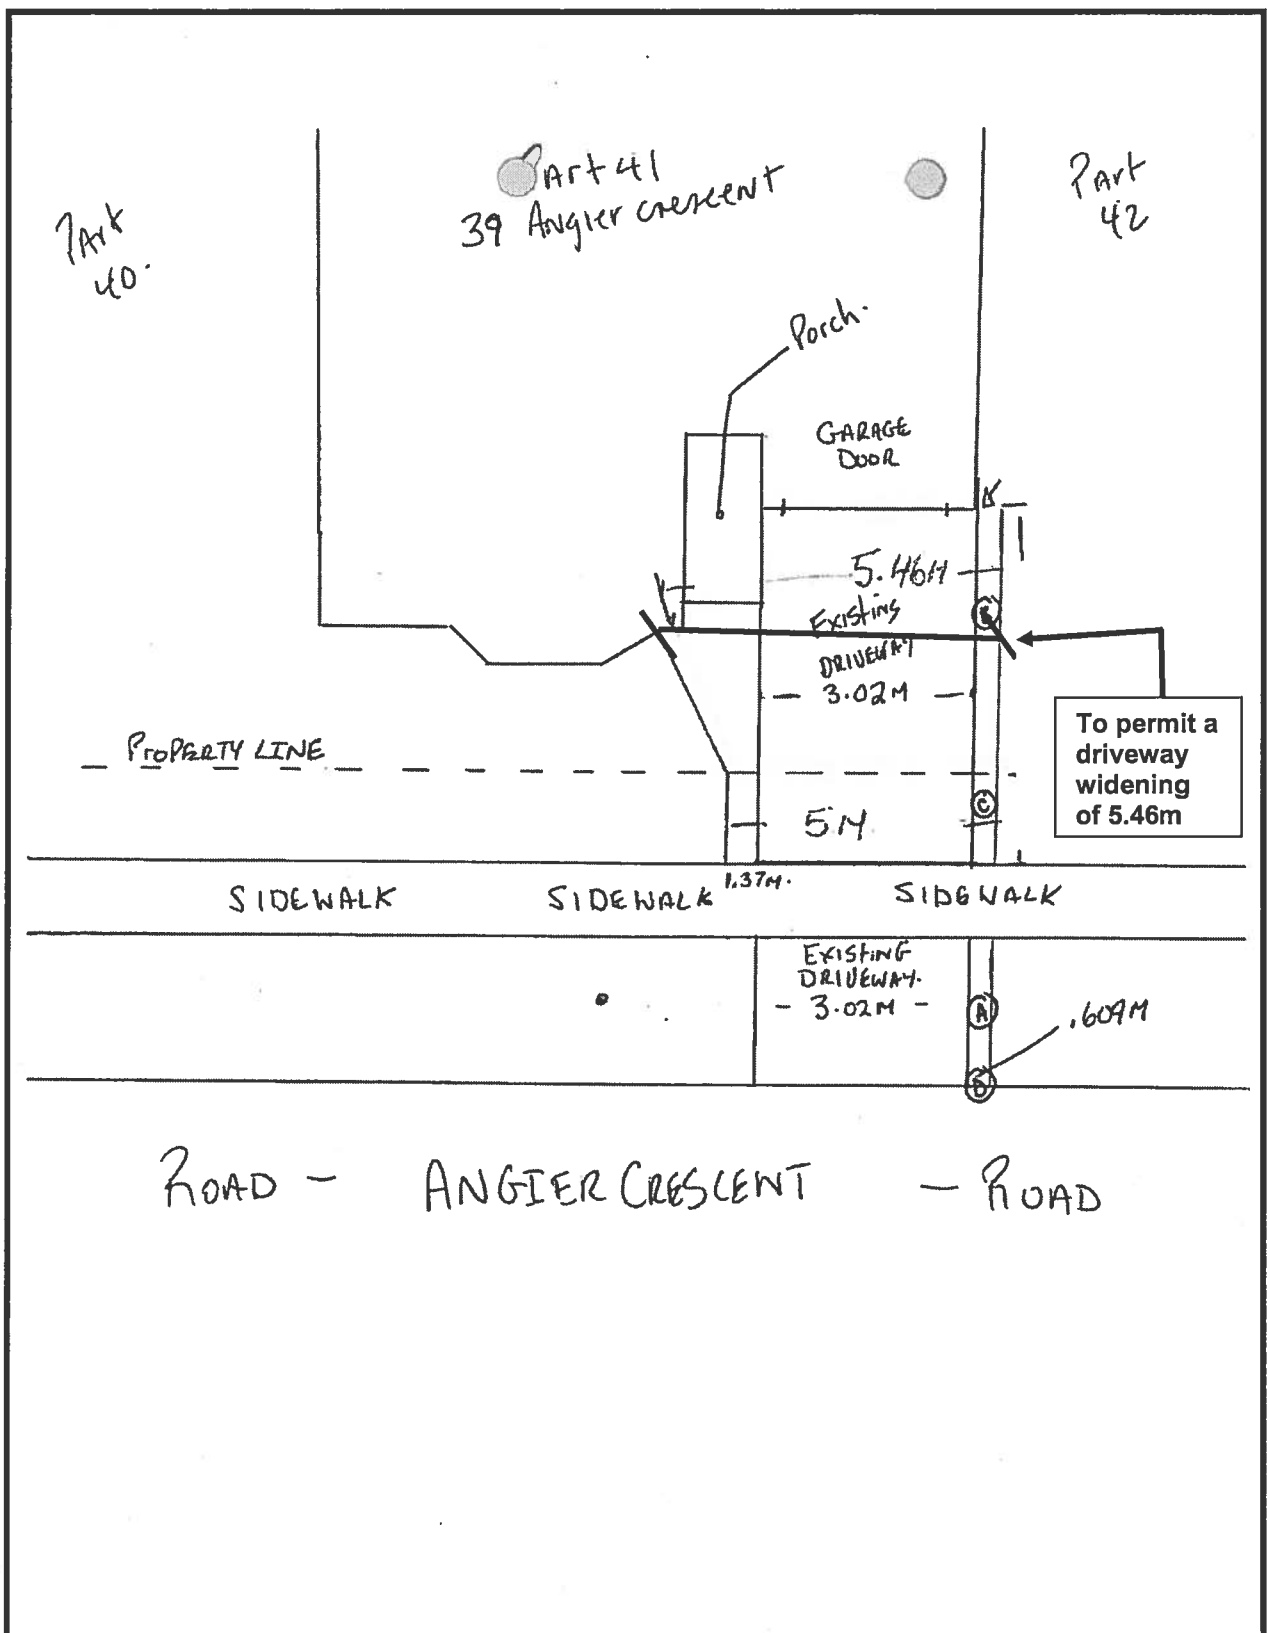 Part 41
39 Angier crescent
Part
42
Part
40.
Porch.
GARAGE
DOOR
5.46M
EXISTING
DRIVEWAY
3.02M
To permit a
driveway
widening
of 5.46m
PROPERTY LINE
C
5M
1.37M.
SIDEWALK
SIDEWALK
SIDEWALK
EXISTING
DRIVEWAY.
- 3.02M -
A
.609M
D
ROAD - ANGIER CRESCENT - ROAD